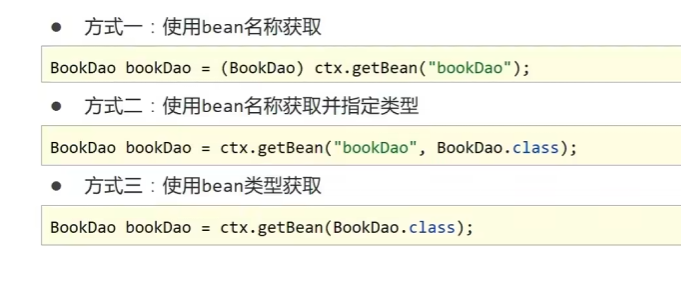 ● 方式一：使用bean名称获取
BookDao bookDao = (BookDao) ctx.getBean("bookDao");
● 方式二：使用bean名称获取并指定类型
BookDao bookDao = ctx.getBean("bookDao", BookDao.class);
● 方式三：使用bean类型获取
BookDao bookDao = ctx.getBean(BookDao.class);